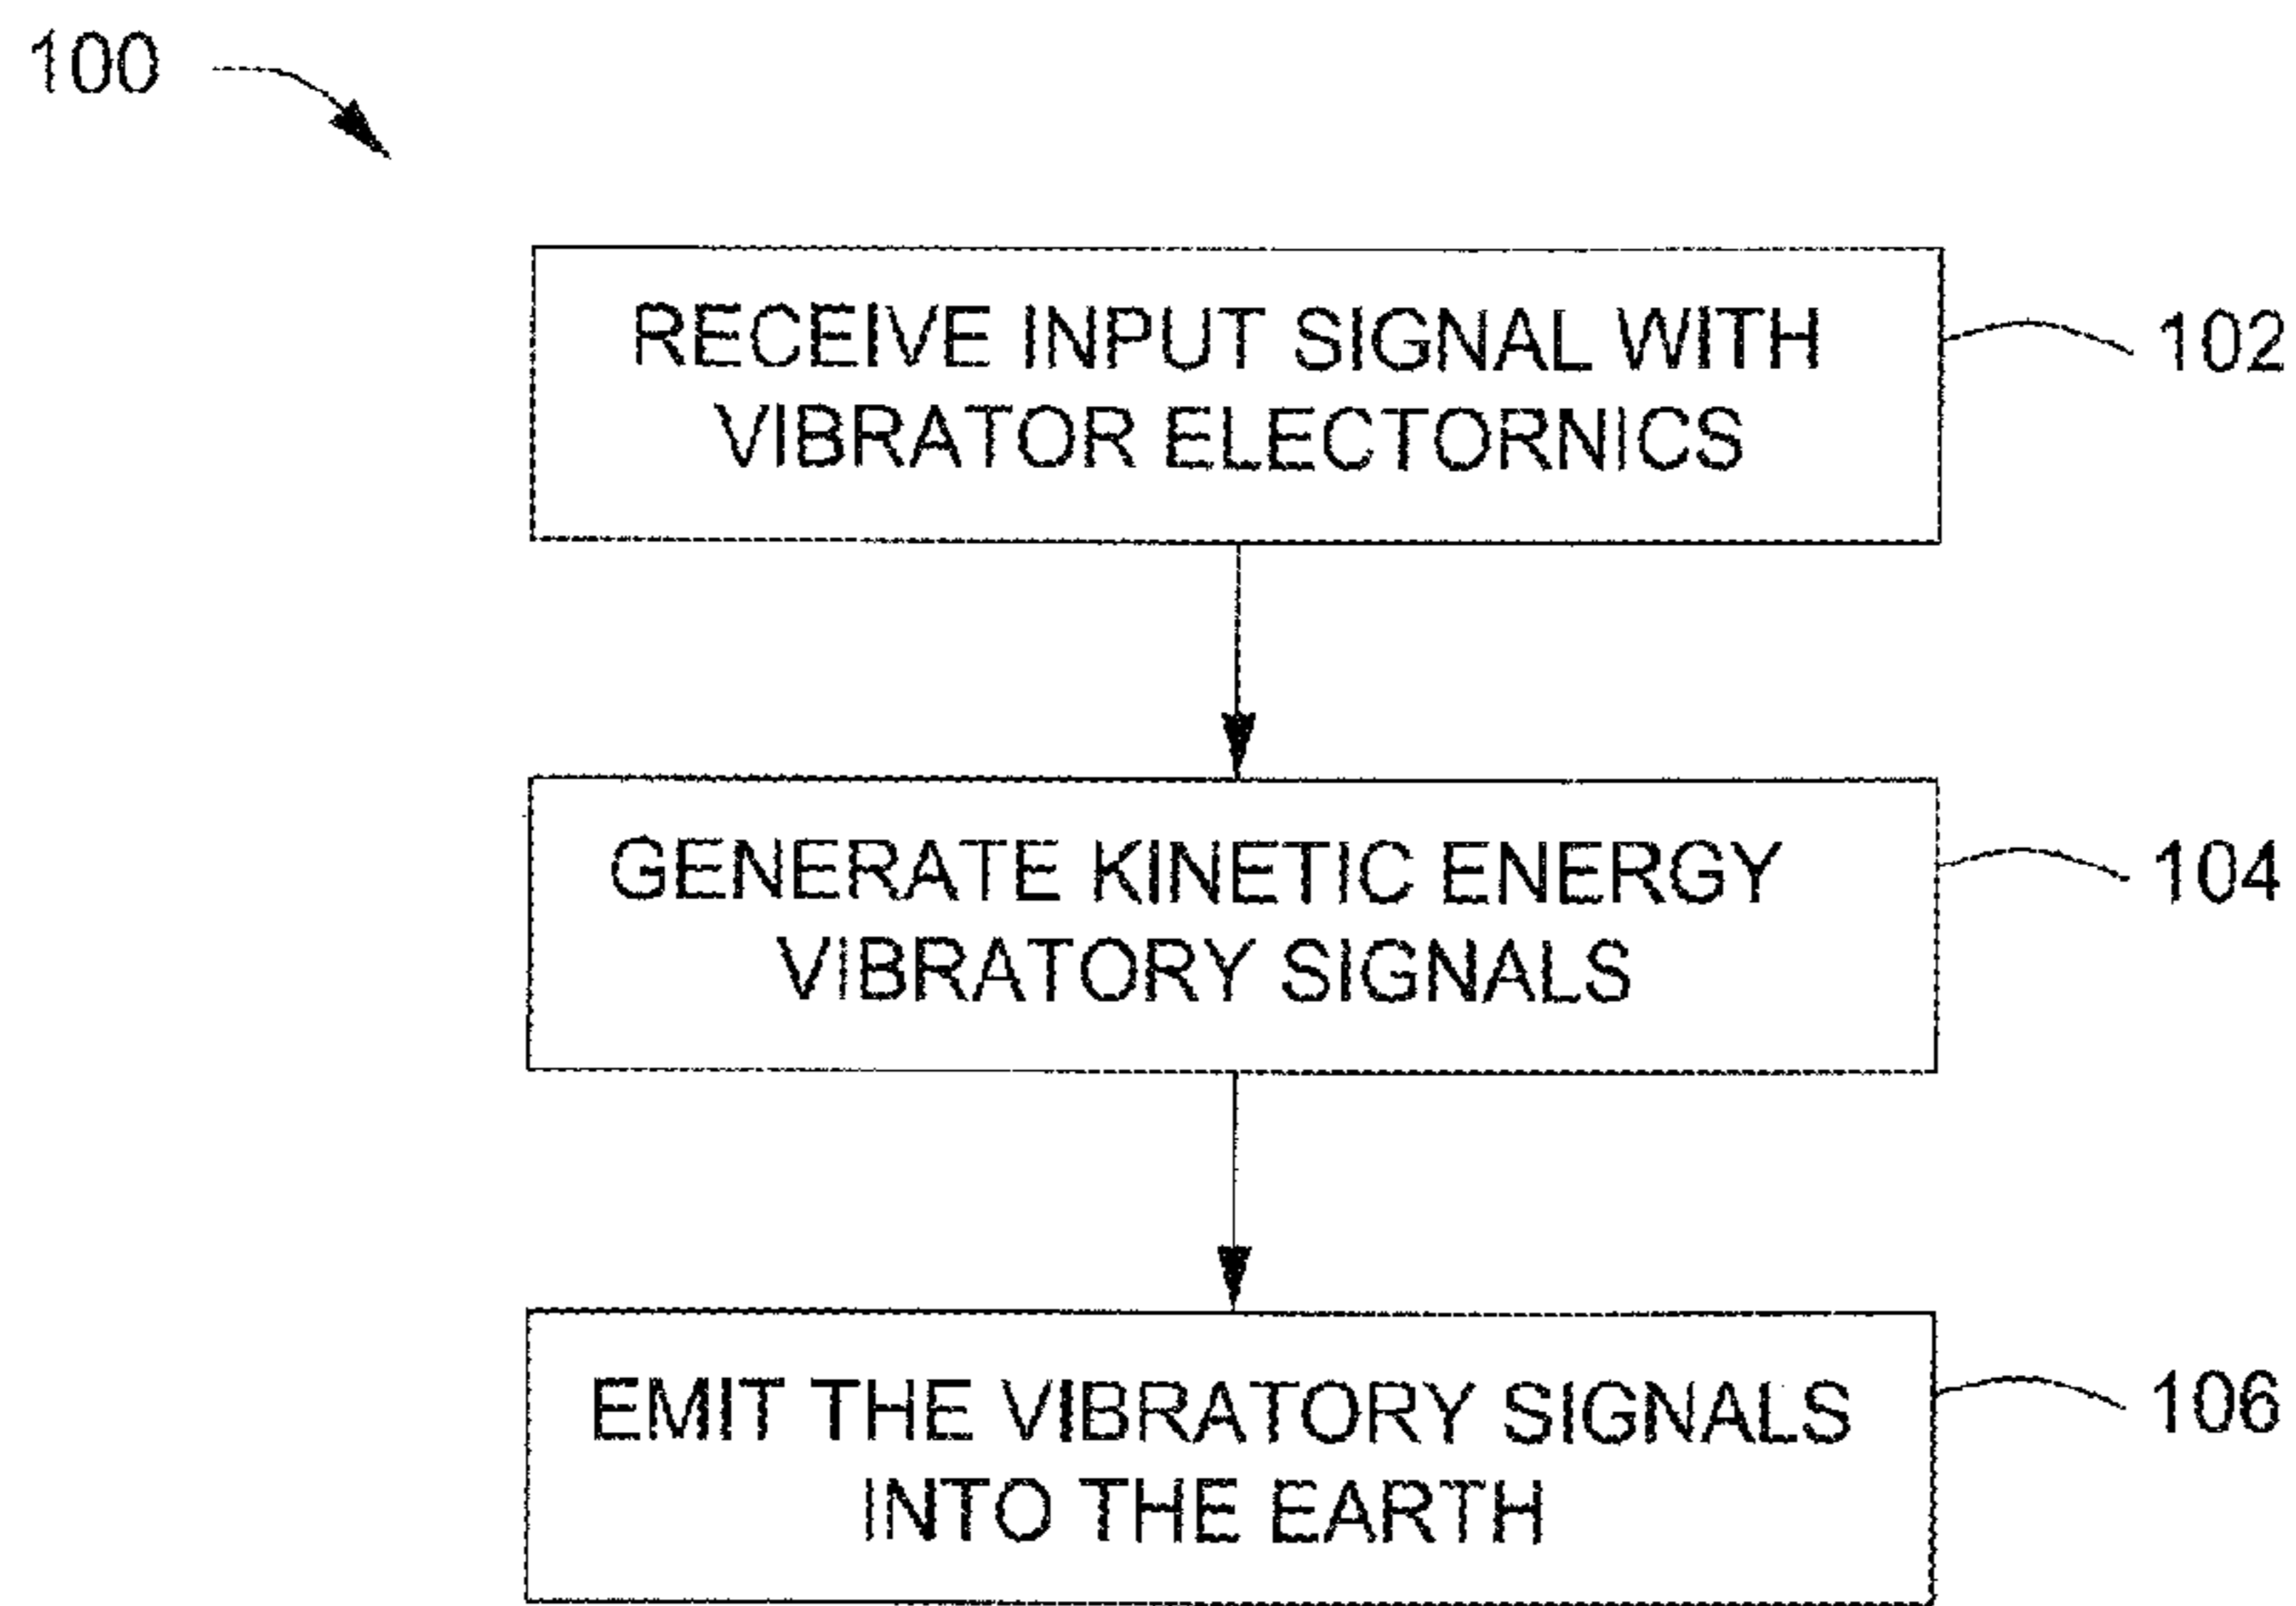 100
RECEIVE INPUT SIGNAL WITH
VIBRATOR ELECTORNICS
102
GENERATE KINETIC ENERGY
VIBRATORY SIGNALS
104
EMIT THE VIBRATORY SIGNALS
INTO THE EARTH
106